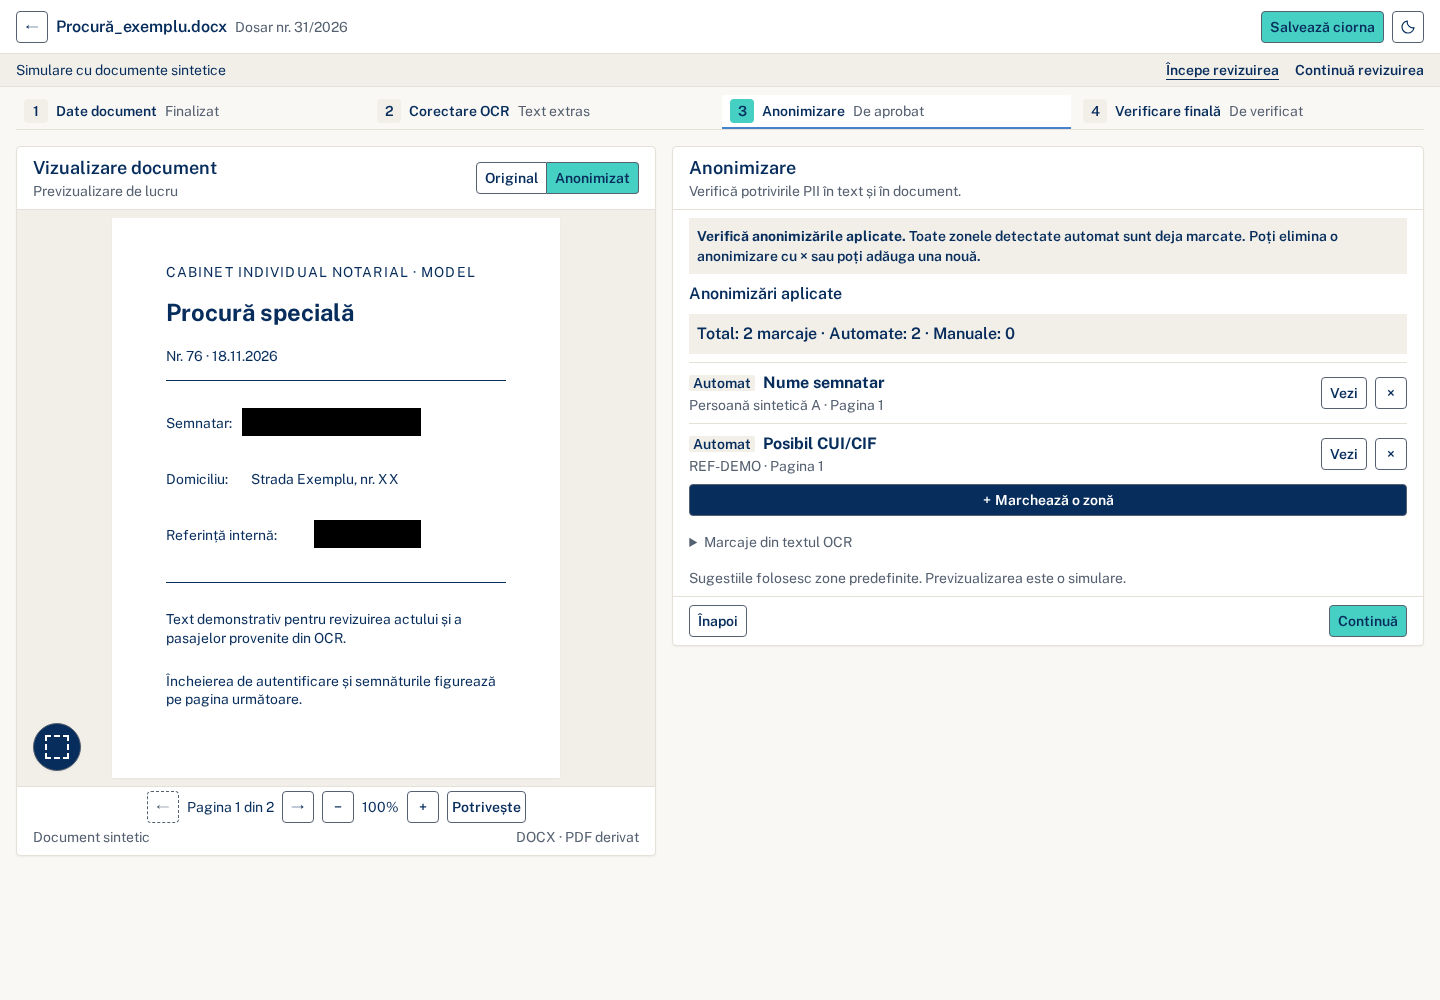 ←
Procură_exemplu.docx Dosar nr. 31/2026
Salvează ciorna
Simulare cu documente sintetice
Începe revizuirea
Continuă revizuirea
1 Date document Finalizat
2 Corectare OCR Text extras
3 Anonimizare De aprobat
4 Verificare finală De verificat
Vizualizare document
Previzualizare de lucru
Original
Anonimizat
CABINET INDIVIDUAL NOTARIAL · MODEL
Procură specială
Nr. 76 · 18.11.2026
Semnatar:
Domiciliu: Strada Exemplu, nr. XX
Referință internă:
Text demonstrativ pentru revizuirea actului și a
pasajelor provenite din OCR.
Încheierea de autentificare și semnăturile figurează
pe pagina următoare.
← Pagina 1 din 2 → − 100% + Potrivește
Document sintetic
DOCX · PDF derivat
Anonimizare
Verifică potrivirile PII în text și în document.
Verifică anonimizările aplicate. Toate zonele detectate automat sunt deja marcate. Poți elimina o
anonimizare cu × sau poți adăuga una nouă.
Anonimizări aplicate
Total: 2 marcaje · Automate: 2 · Manuale: 0
Automat Nume semnatar
Persoană sintetică A · Pagina 1
Vezi ×
Automat Posibil CUI/CIF
REF-DEMO · Pagina 1
Vezi ×
+ Marchează o zonă
▶ Marcaje din textul OCR
Sugestiile folosesc zone predefinite. Previzualizarea este o simulare.
Înapoi
Continuă